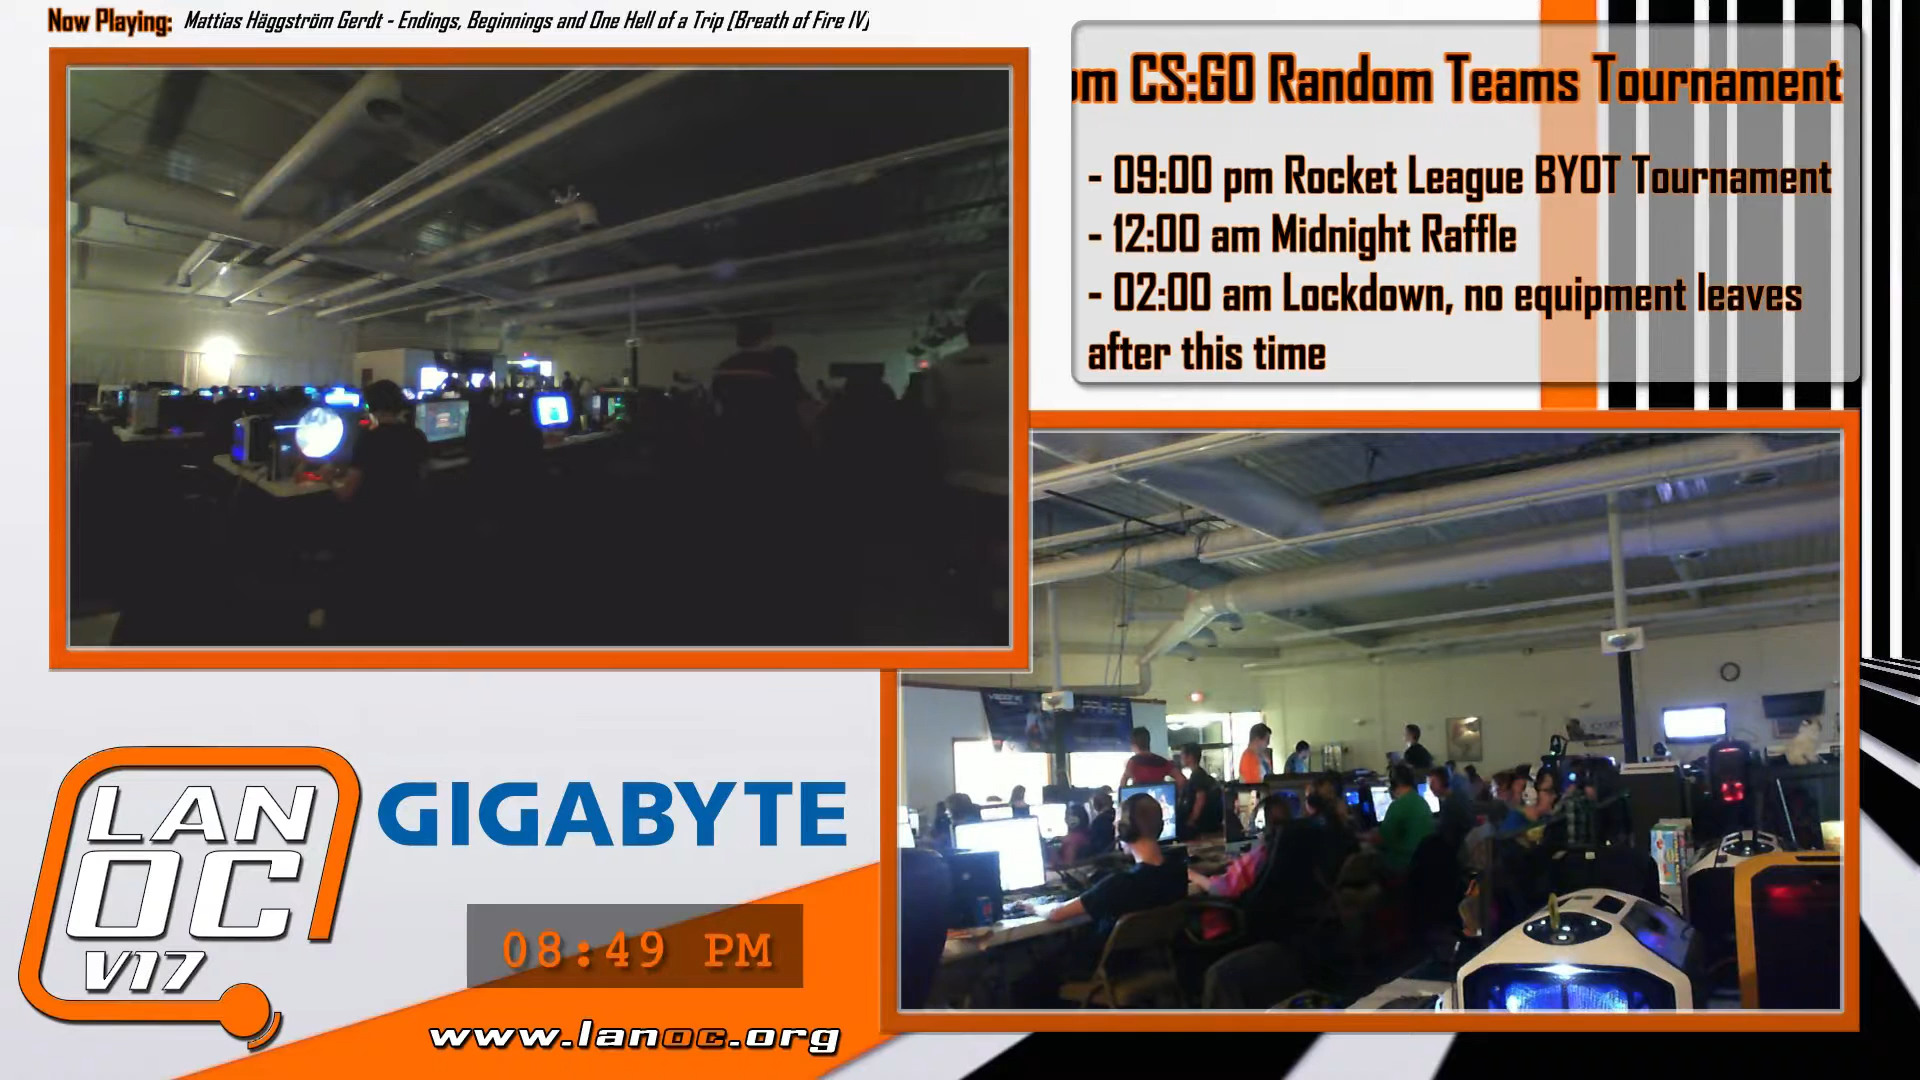 Now Playing: Mattias Häggström Gerdt - Endings, Beginnings and One Hell of a Trip [Breath of Fire IV]
om CS:GO Random Teams Tournament
- 09:00 pm Rocket League BYOT Tournament
- 12:00 am Midnight Raffle
- 02:00 am Lockdown, no equipment leaves
after this time
LAN
OC
V17
GIGABYTE
08:49 PM
www.lanoc.org